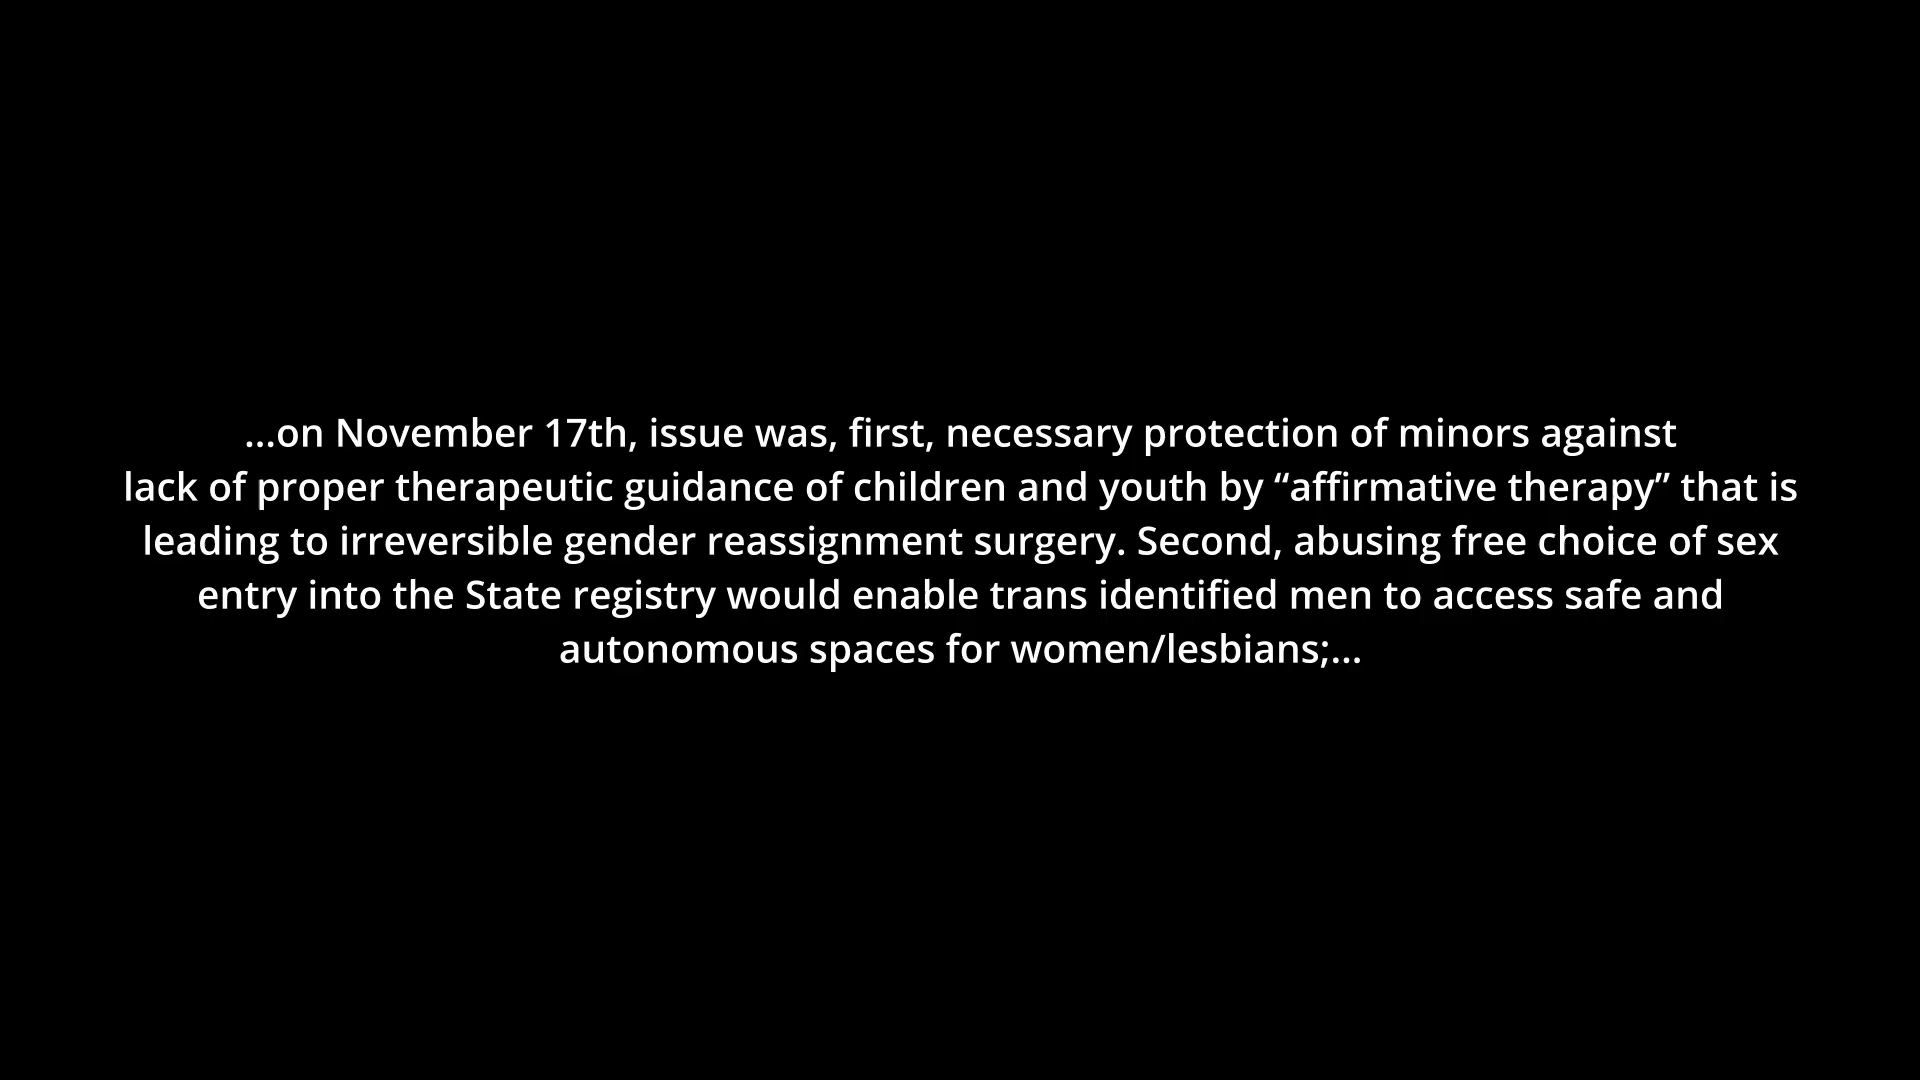 ...on November 17th, issue was, first, necessary protection of minors against
lack of proper therapeutic guidance of children and youth by “affirmative therapy” that is
leading to irreversible gender reassignment surgery. Second, abusing free choice of sex
entry into the State registry would enable trans identified men to access safe and
autonomous spaces for women/lesbians;...